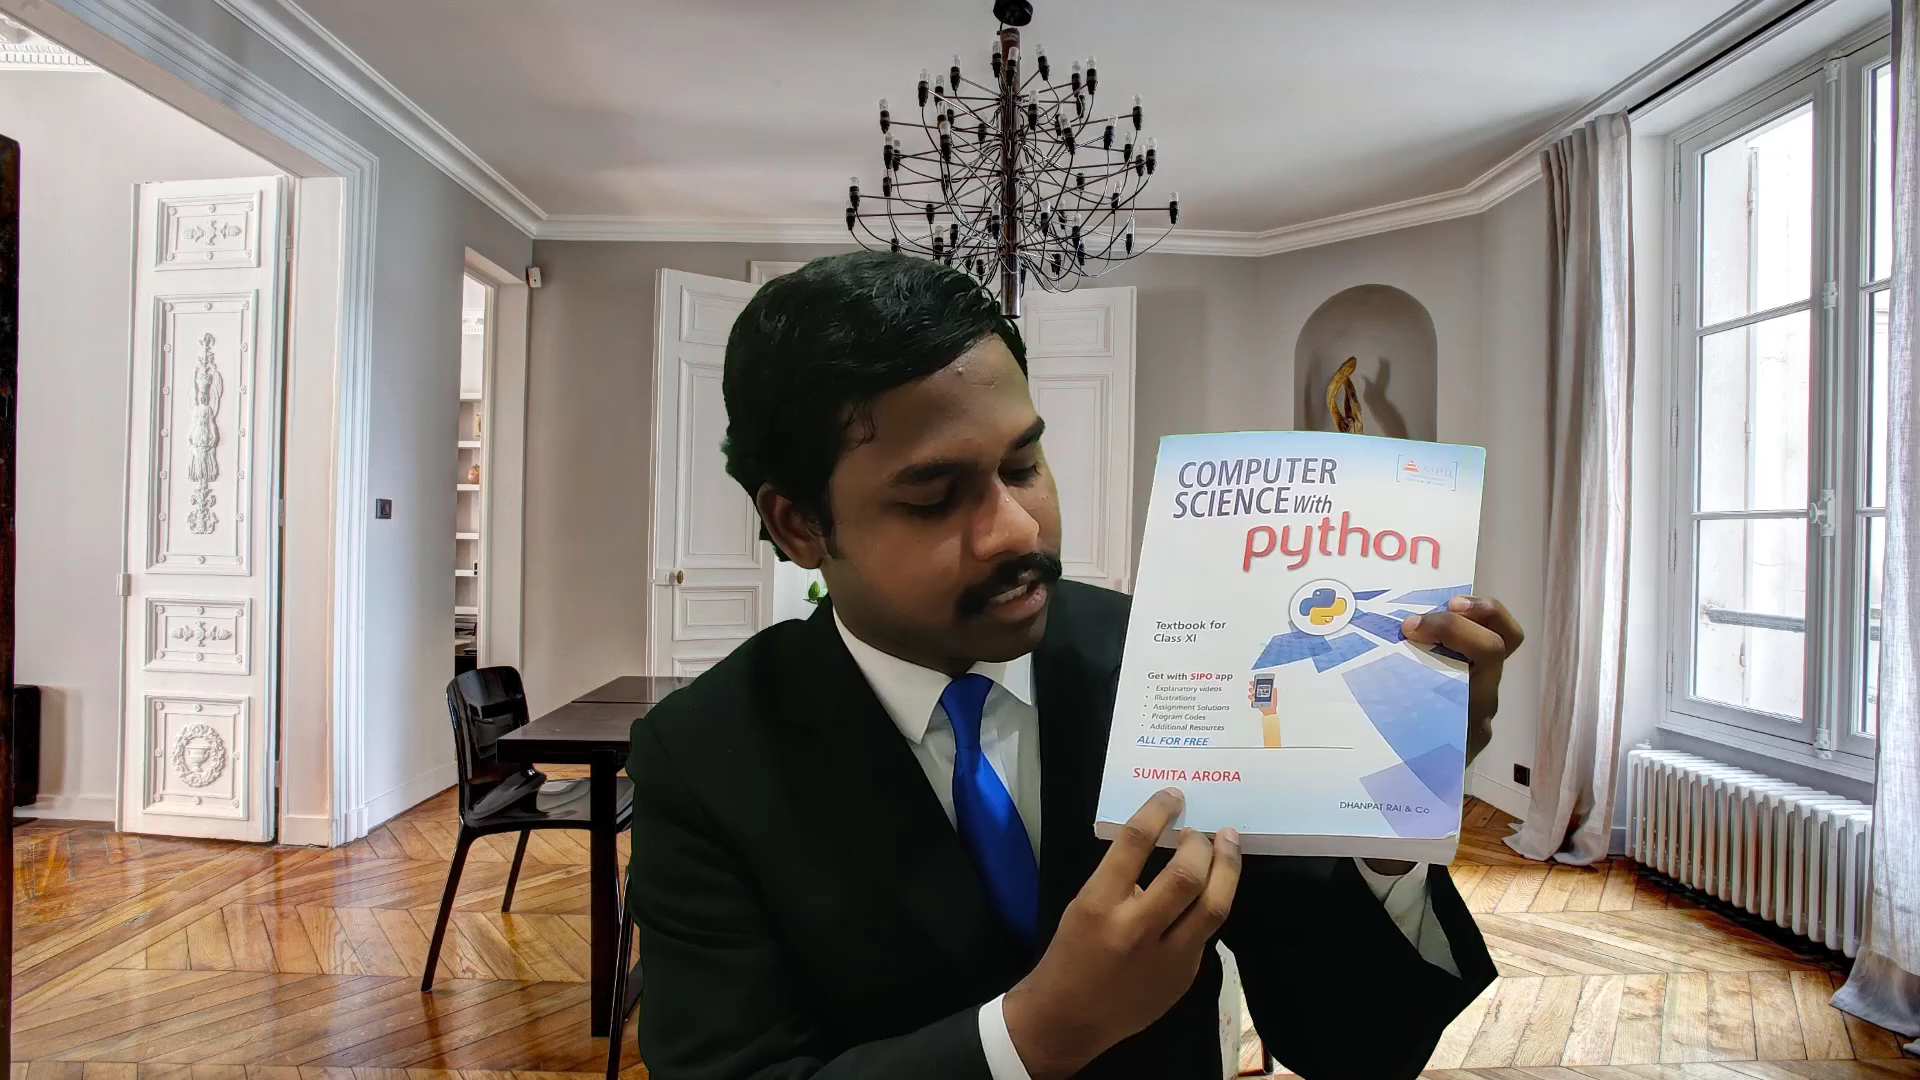 COMPUTER
SCIENCE With
python
SIPO
Textbook for
Class XI
Get with SIPO app
• Explanatory videos
• Illustrations
• Assignment Solutions
• Program Codes
• Additional Resources
ALL FOR FREE
SUMITA ARORA
DHANPAT RAI & Co.